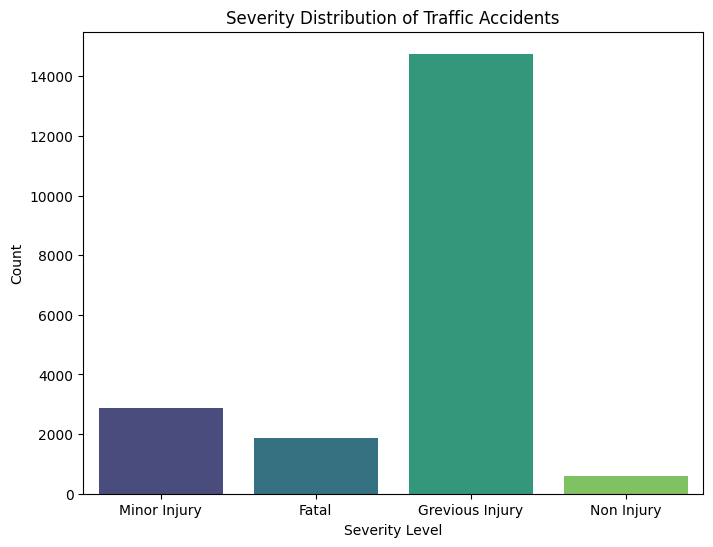 Severity Distribution of Traffic Accidents
14000
12000
10000
8000
6000
4000
2000
0
Count
Minor Injury Fatal Grevious Injury Non Injury
Severity Level